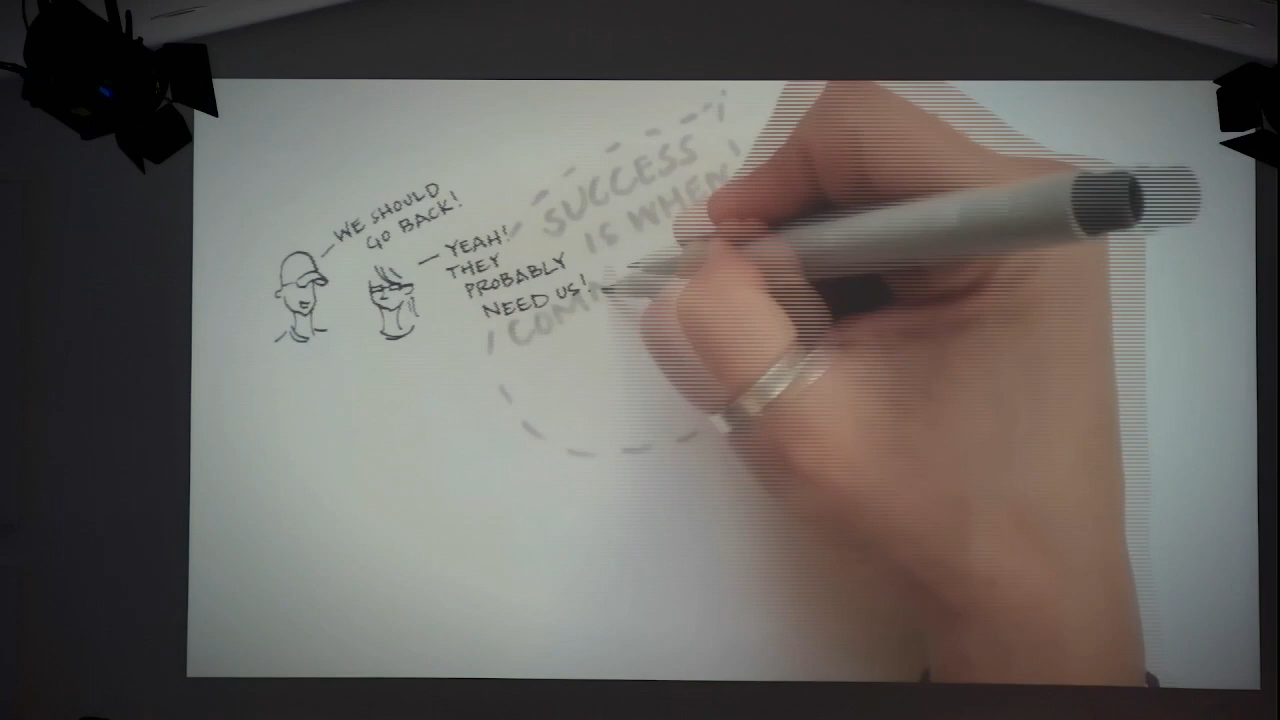 WE SHOULD
GO BACK!
YEAH!
THEY
PROBABLY
NEED US!
SUCCESS
IS WHEN